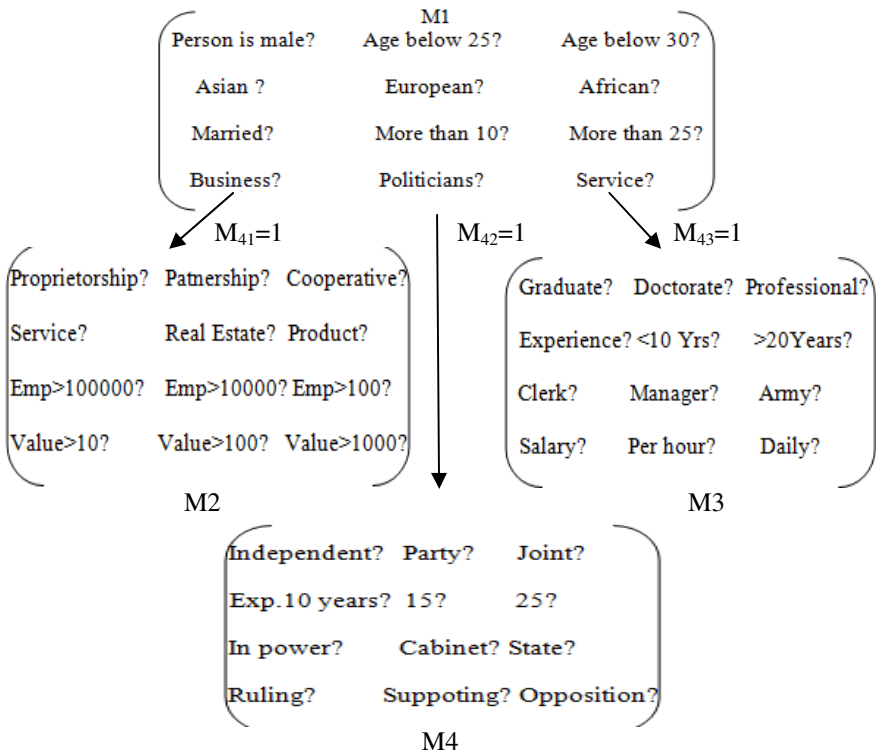 M1
Person is male? Age below 25? Age below 30?
Asian ? European? African?
Married? More than 10? More than 25?
Business? Politicians? Service?
M41=1 M42=1 M43=1
Proprietorship? Patnership? Cooperative?
Service? Real Estate? Product?
Emp>100000? Emp>10000? Emp>100?
Value>10? Value>100? Value>1000?
M2
Graduate? Doctorate? Professional?
Experience? <10 Yrs? >20Years?
Clerk? Manager? Army?
Salary? Per hour? Daily?
M3
Independent? Party? Joint?
Exp.10 years? 15? 25?
In power? Cabinet? State?
Ruling? Suppoting? Opposition?
M4